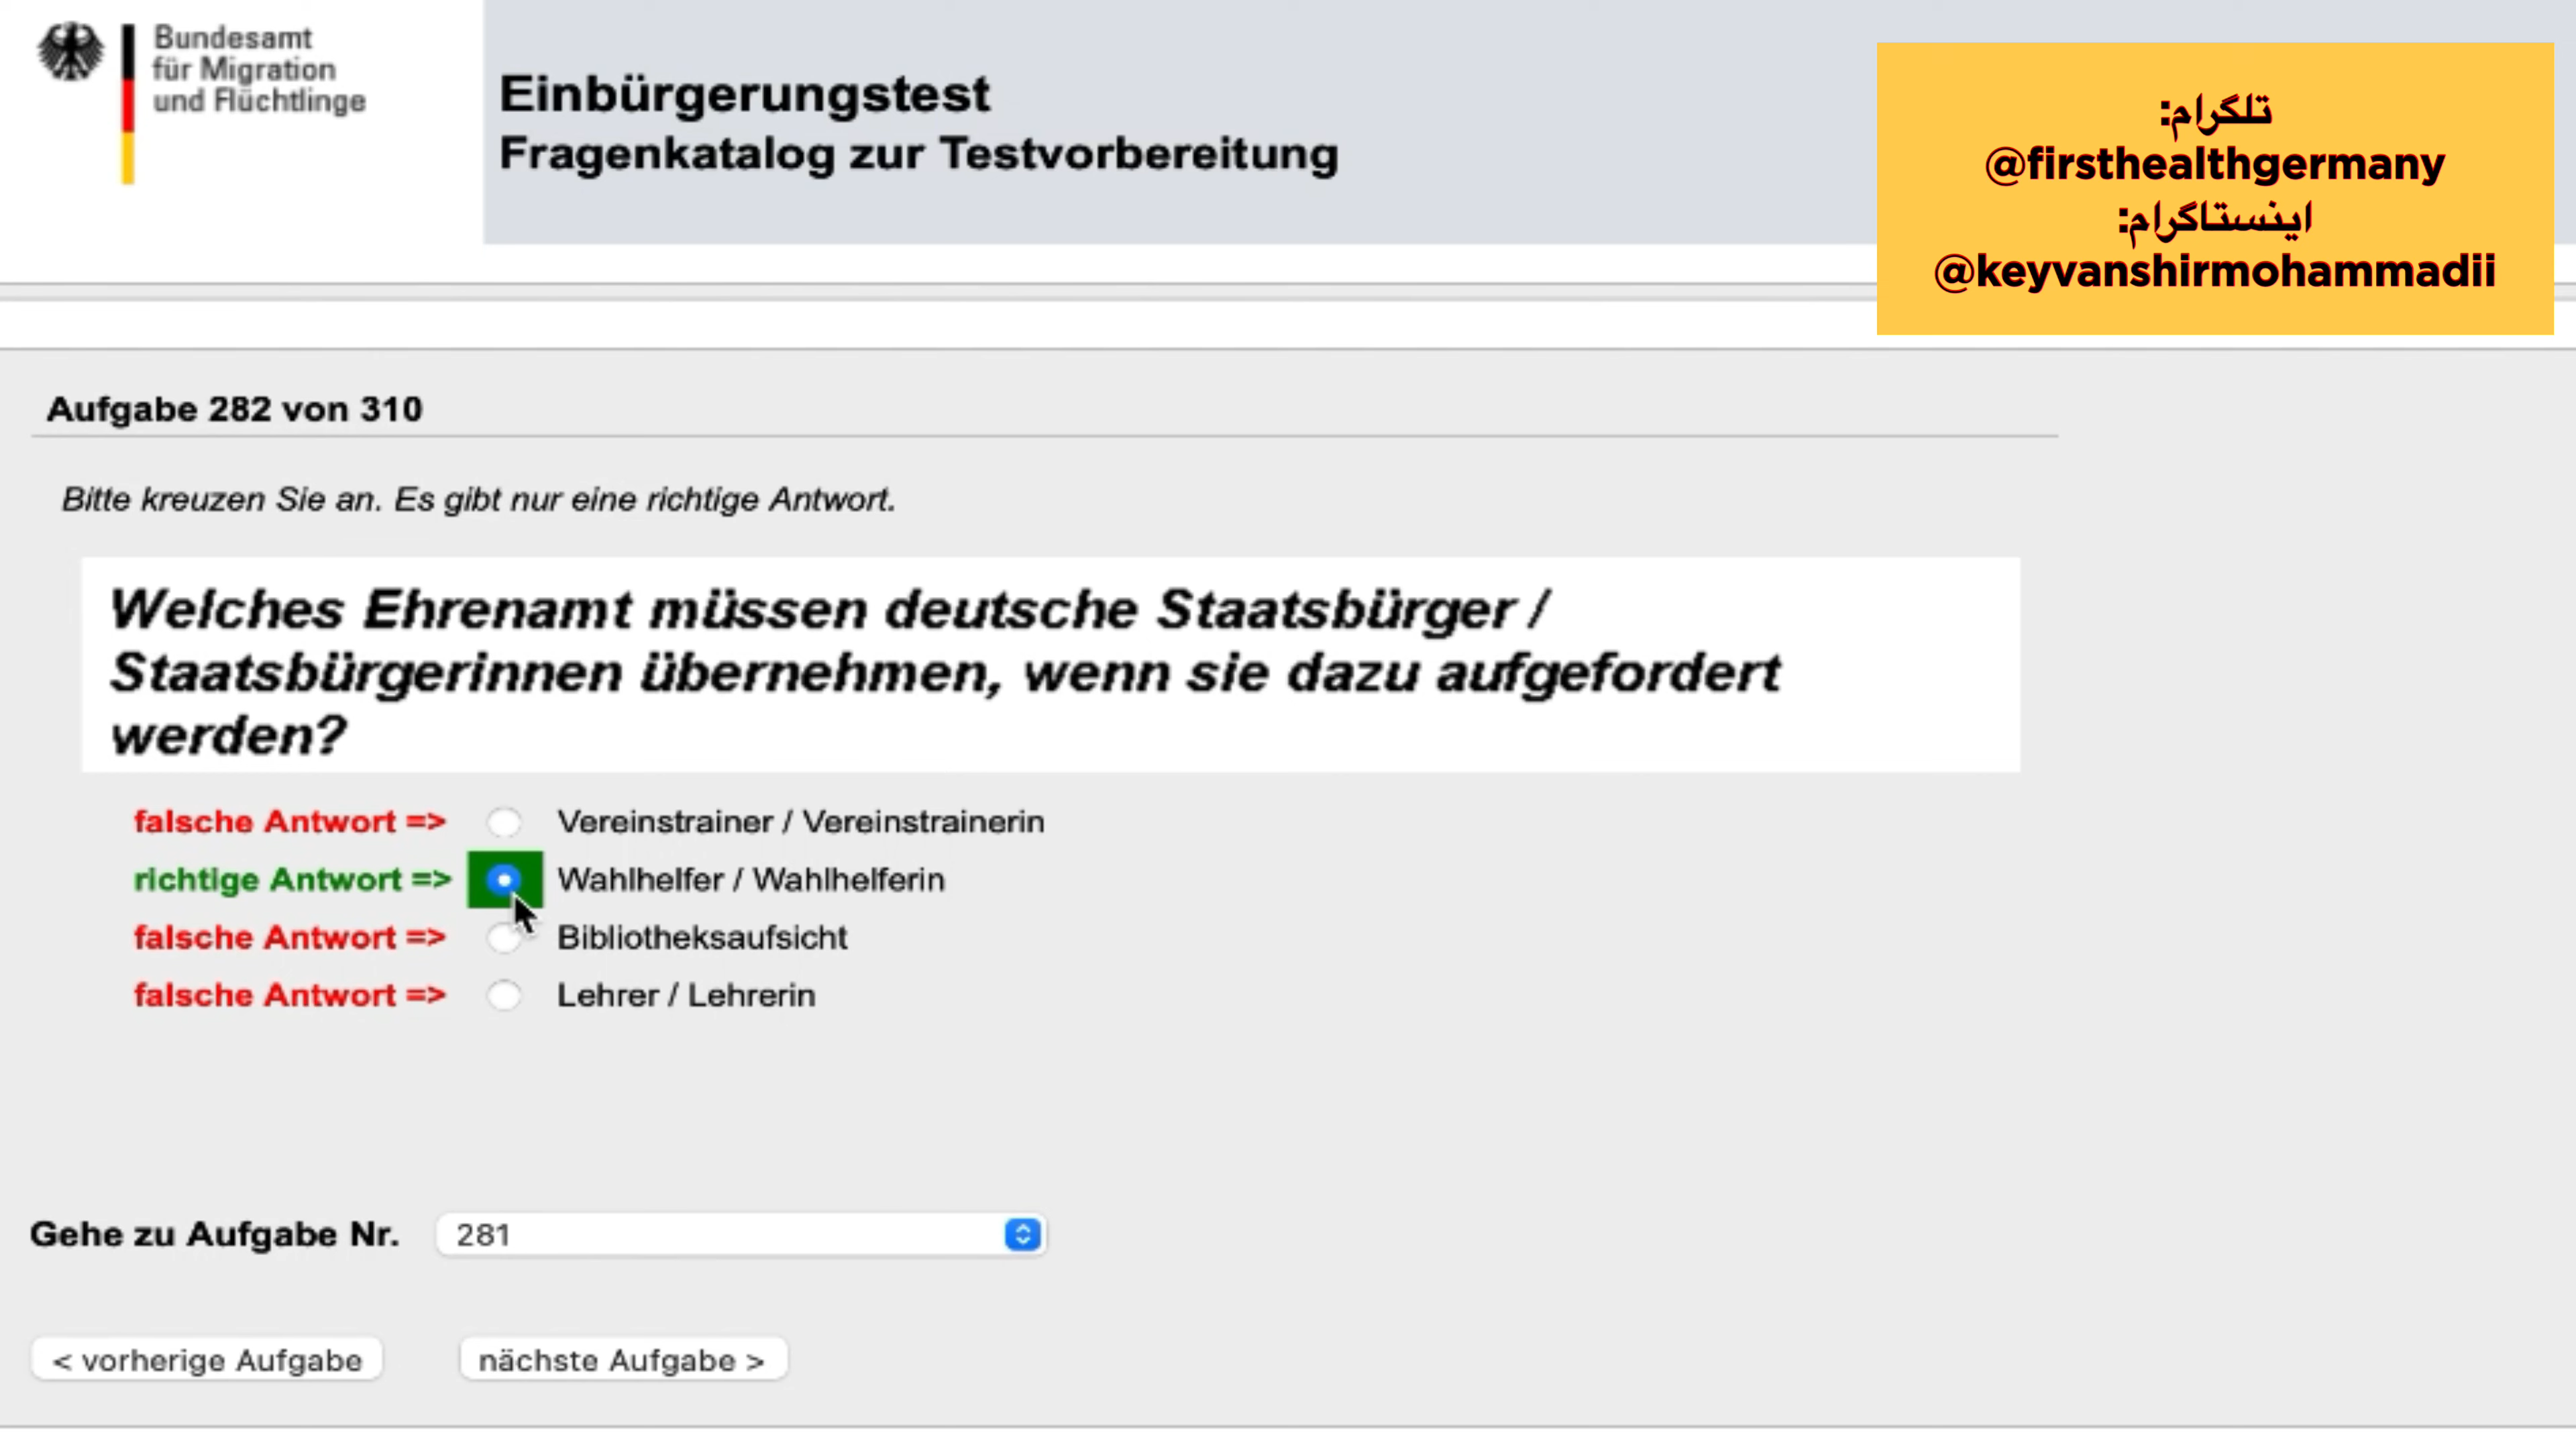 Bundesamt
für Migration
und Flüchtlinge
Einbürgerungstest
Fragenkatalog zur Testvorbereitung
تلگرام:
@firsthealthgermany
اینستاگرام:
@keyvanshirmohammadii
Aufgabe 282 von 310
Bitte kreuzen Sie an. Es gibt nur eine richtige Antwort.
Welches Ehrenamt müssen deutsche Staatsbürger /
Staatsbürgerinnen übernehmen, wenn sie dazu aufgefordert
werden?
falsche Antwort => Vereinstrainer / Vereinstrainerin
richtige Antwort => Wahlhelfer / Wahlhelferin
falsche Antwort => Bibliotheksaufsicht
falsche Antwort => Lehrer / Lehrerin
Gehe zu Aufgabe Nr. 281
< vorherige Aufgabe nächste Aufgabe >